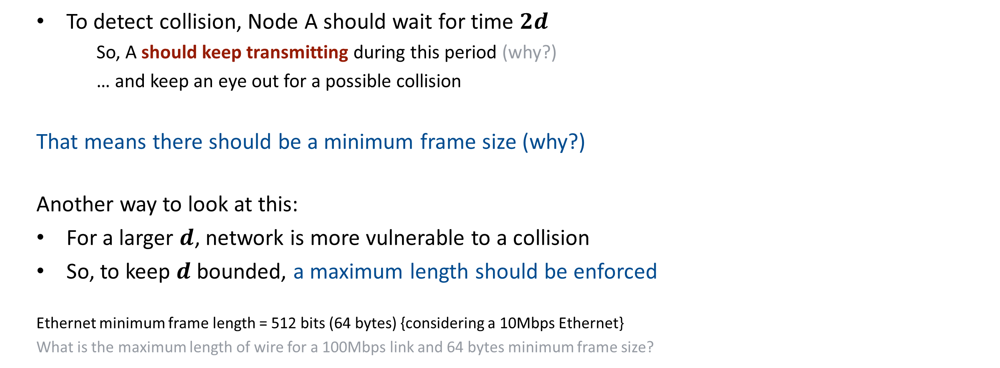 • To detect collision, Node A should wait for time 2d
So, A should keep transmitting during this period (why?)
... and keep an eye out for a possible collision
That means there should be a minimum frame size (why?)
Another way to look at this:
• For a larger d, network is more vulnerable to a collision
• So, to keep d bounded, a maximum length should be enforced
Ethernet minimum frame length = 512 bits (64 bytes) {considering a 10Mbps Ethernet}
What is the maximum length of wire for a 100Mbps link and 64 bytes minimum frame size?